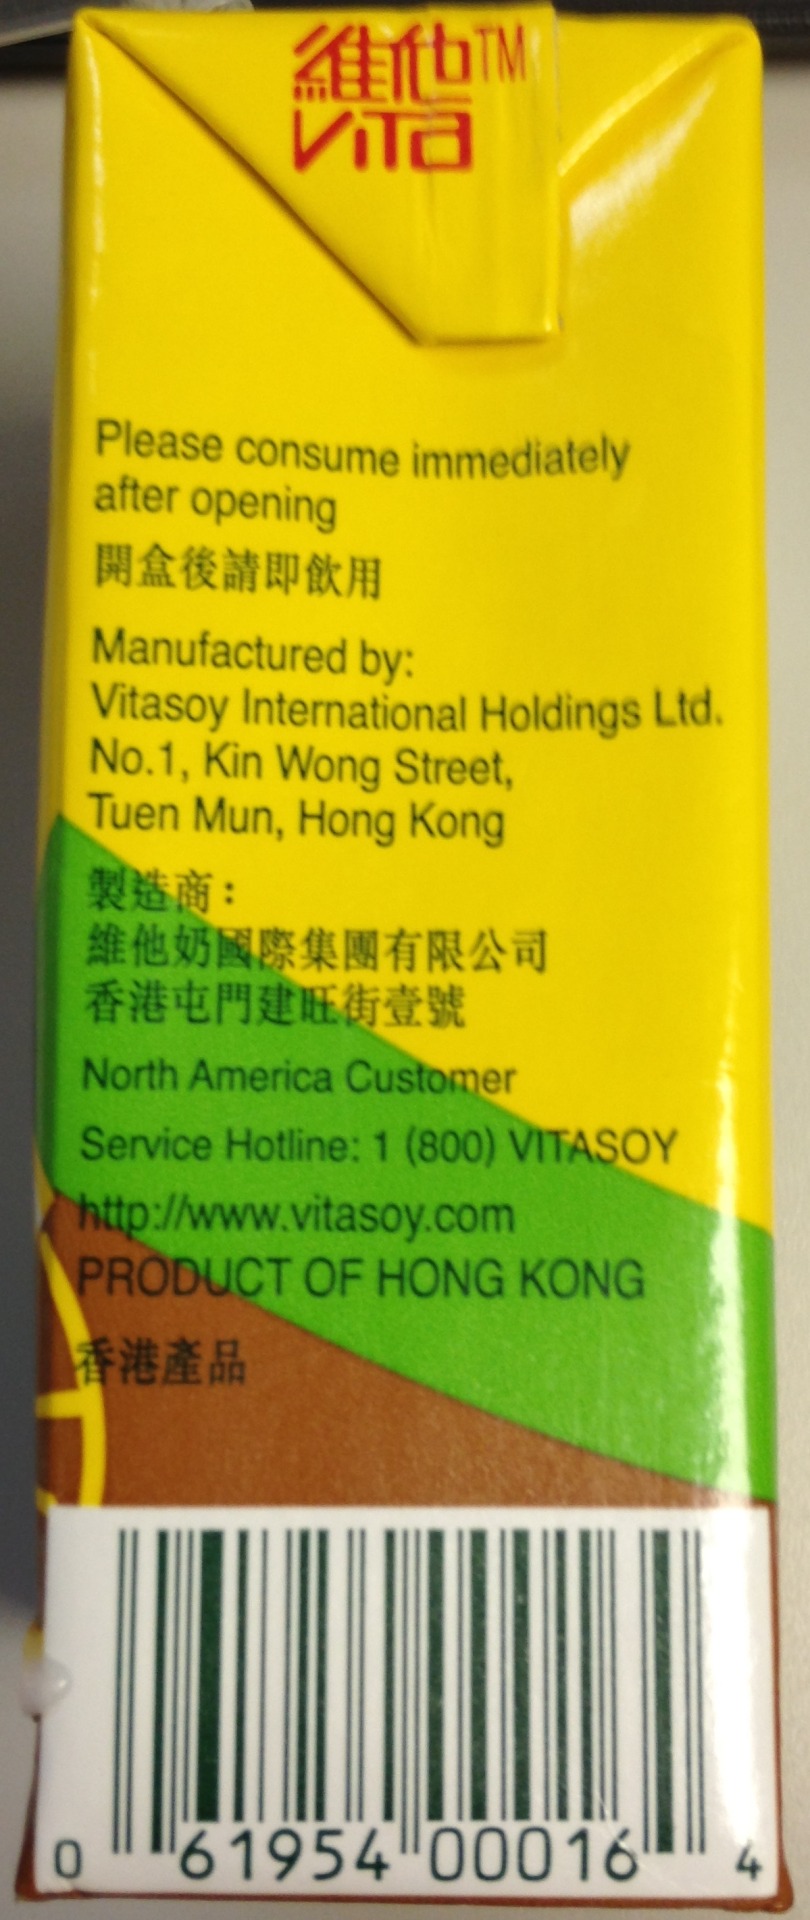 維他TM
VITA
Please consume immediately
after opening
開盒後請即飲用
Manufactured by:
Vitasoy International Holdings Ltd.
No.1, Kin Wong Street,
Tuen Mun, Hong Kong
製造商：
維他奶國際集團有限公司
香港屯門建旺街壹號
North America Customer
Service Hotline: 1 (800) VITASOY
http://www.vitasoy.com
PRODUCT OF HONG KONG
香港產品
0 61954 00016 4